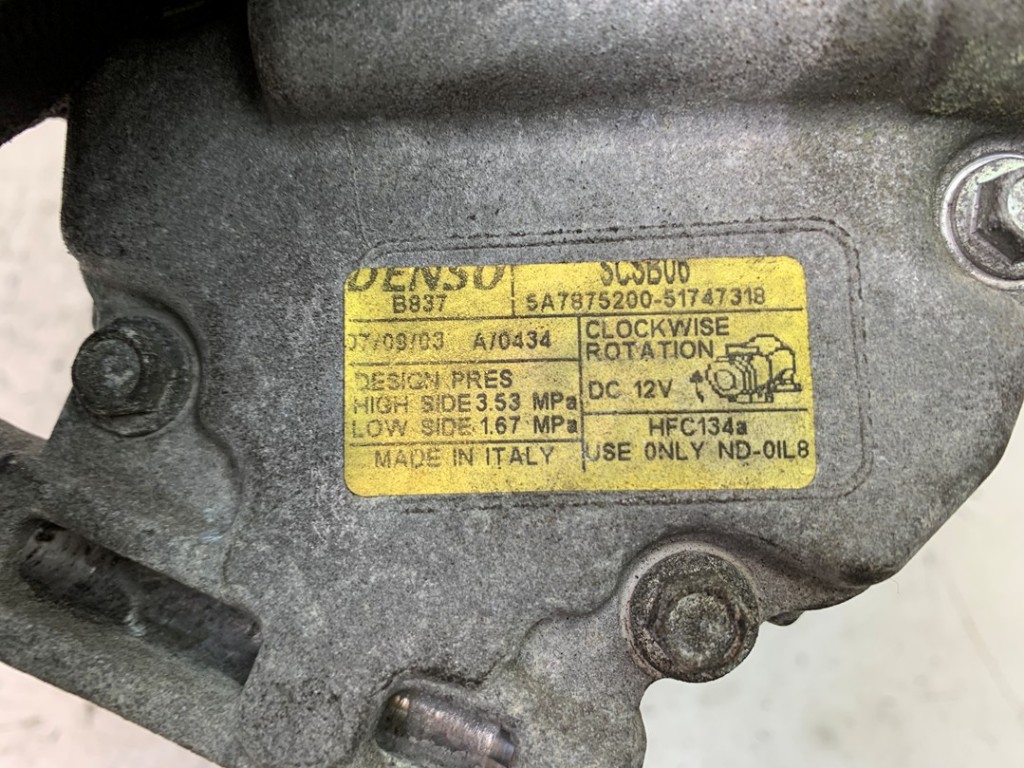 DENSO
SCSB06
B837
5A7875200-51747318
07/09/03 A/0434
CLOCKWISE
ROTATION
DESIGN PRES
HIGH SIDE 3.53 MPa
LOW SIDE 1.67 MPa
DC 12V
HFC134a
MADE IN ITALY
USE ONLY ND-OIL8